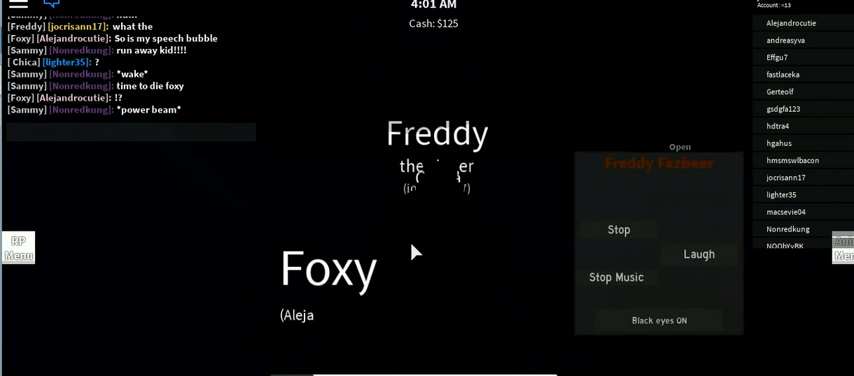 4:01 AM
Cash: $125
[Freddy] [jocrisann17]: what the
[Foxy] [Alejandrocutie]: So is my speech bubble
[Sammy] [Nonredkung]: run away kid!!!!
[ Chica] [lighter35]: ?
[Sammy] [Nonredkung]: *wake*
[Sammy] [Nonredkung]: time to die foxy
[Foxy] [Alejandrocutie]: !?
[Sammy] [Nonredkung]: *power beam*
RP
Menu
Freddy
the
Foxy
(Aleja
Open
Freddy Fazbear
Stop
Laugh
Stop Music
Black eyes ON
Account: <13
Alejandrocutie
andreasyva
Effgu7
fastlaceka
Gerteolf
gsdgfa123
hdtra4
hgahus
hmsmswlbacon
jocrisann17
lighter35
macsevie04
Nonredkung